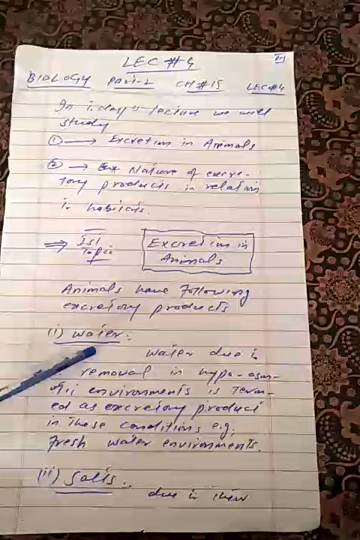 LEC # 4
BIOLOGY Part-2 CH # 15 LEC # 4
In today's lecture we will
study
① → Excretion in Animals
② → Nature of excre-
tory products in relation
to habitats.
⇒ Ist Topic
Excretion in
Animals
Animals have following
excretory products
(i) water:
water due to
removal in hypo-osm-
otic environments is term-
ed as excretory product
in these conditions e.g.
fresh water environments.
(ii) Salts:
due to their